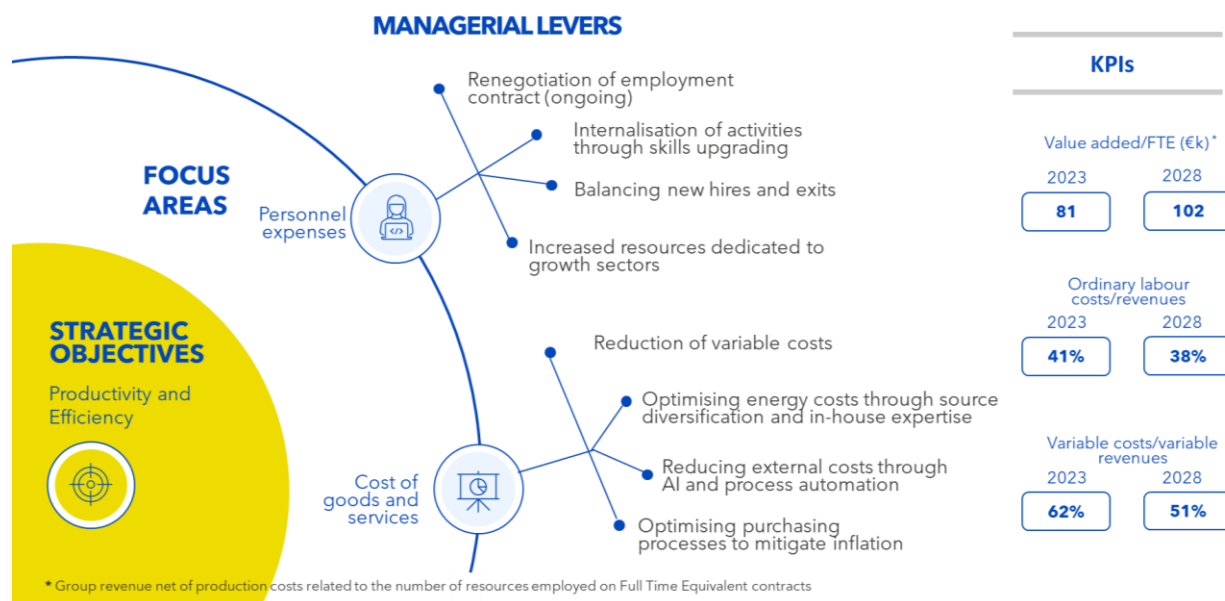 MANAGERIAL LEVERS
FOCUS
AREAS
STRATEGIC
OBJECTIVES
Productivity and
Efficiency
Personnel
expenses
</>
Renegotiation of employment
contract (ongoing)
Internalisation of activities
through skills upgrading
Balancing new hires and exits
Increased resources dedicated to
growth sectors
Cost of
goods and
services
Reduction of variable costs
Optimising energy costs through source
diversification and in-house expertise
Reducing external costs through
AI and process automation
Optimising purchasing
processes to mitigate inflation
KPIs
Value added/FTE (€k)*
2023 2028
81 102
Ordinary labour
costs/revenues
2023 2028
41% 38%
Variable costs/variable
revenues
2023 2028
62% 51%
* Group revenue net of production costs related to the number of resources employed on Full Time Equivalent contracts